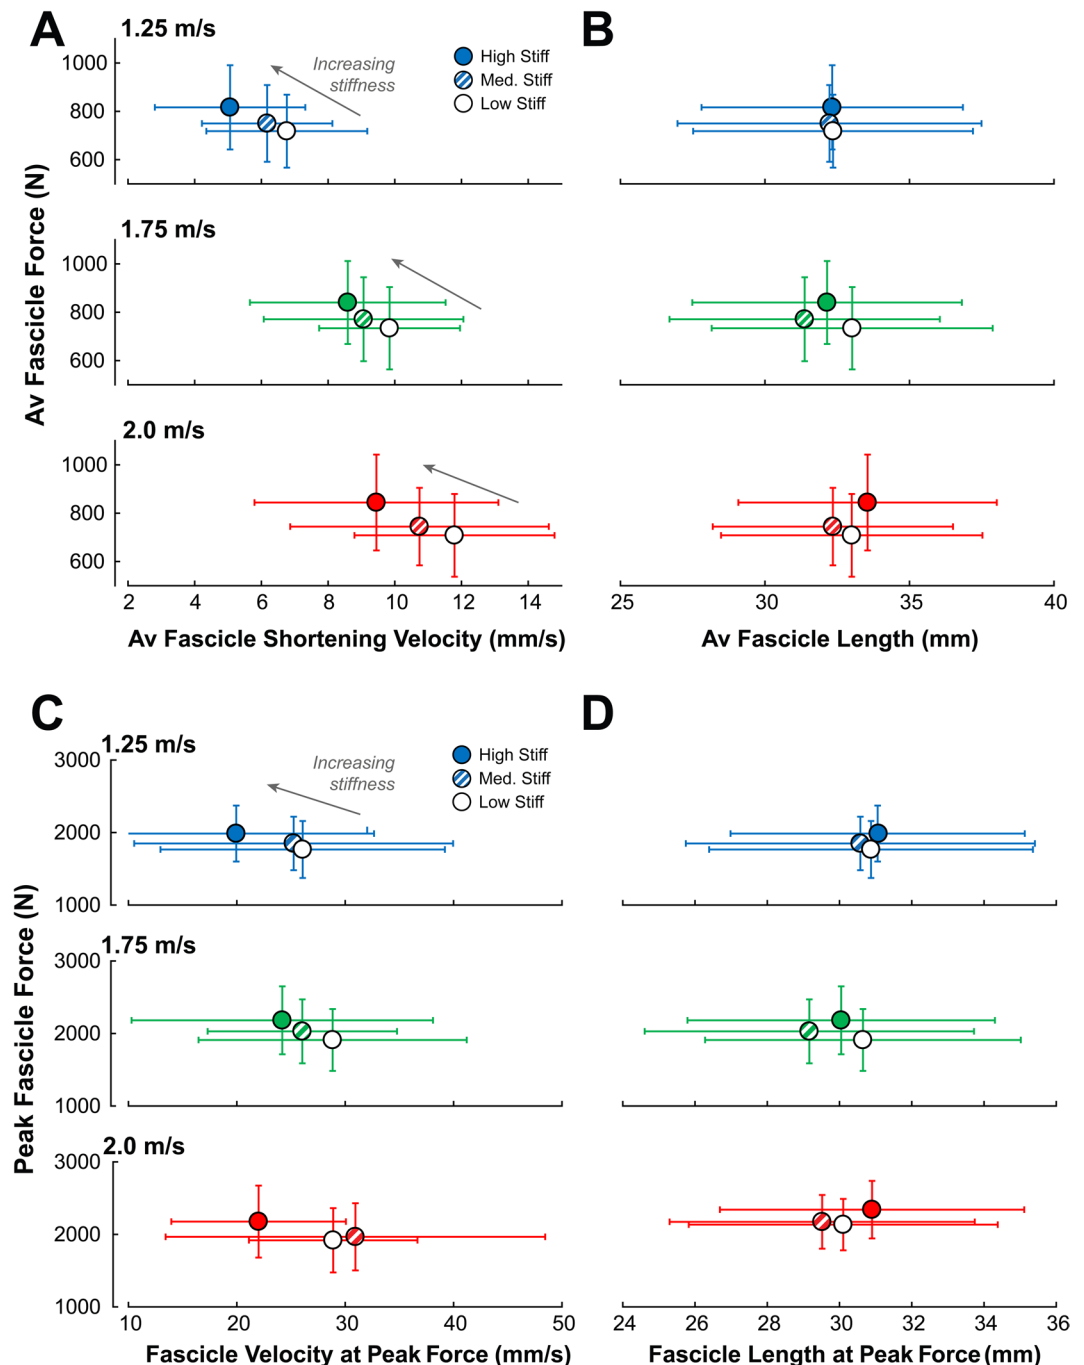 A
B
1.25 m/s
Increasing
stiffness
High Stiff
Med. Stiff
Low Stiff
1000
800
600
1.75 m/s
1000
800
600
2.0 m/s
1000
800
600
Av Fascicle Force (N)
2 4 6 8 10 12 14
25 30 35 40
Av Fascicle Shortening Velocity (mm/s)
Av Fascicle Length (mm)
C
D
1.25 m/s
Increasing
stiffness
High Stiff
Med. Stiff
Low Stiff
3000
2000
1000
1.75 m/s
3000
2000
1000
2.0 m/s
3000
2000
1000
Peak Fascicle Force (N)
10 20 30 40 50
24 26 28 30 32 34 36
Fascicle Velocity at Peak Force (mm/s)
Fascicle Length at Peak Force (mm)